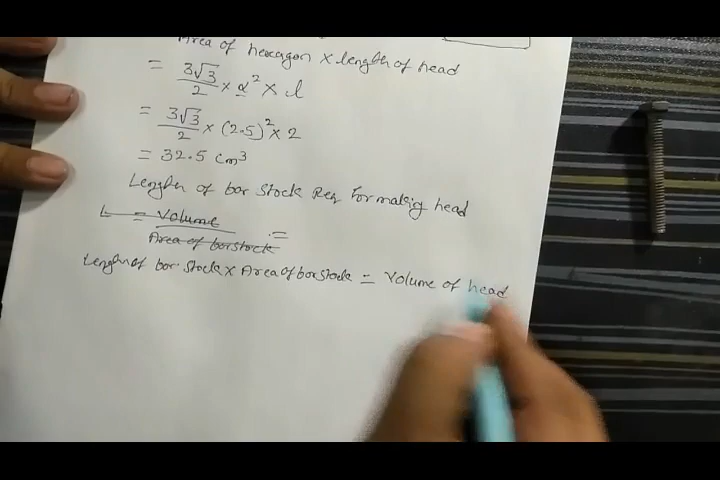 Area of hexagon × length of head
= 3√3/2 × a² × l
= 3√3/2 × (2.5)² × 2
= 32.5 cm³
Length of bar stock Req for making head
L = Volume / Area of barstock =
Length of bar stock × Area of barstock = Volume of head